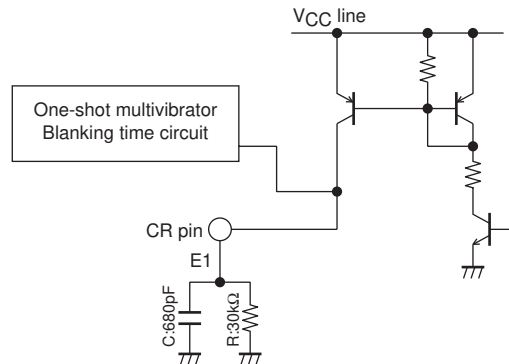 VCC line
One-shot multivibrator
Blanking time circuit
CR pin
E1
C:680pF
R:30kΩ